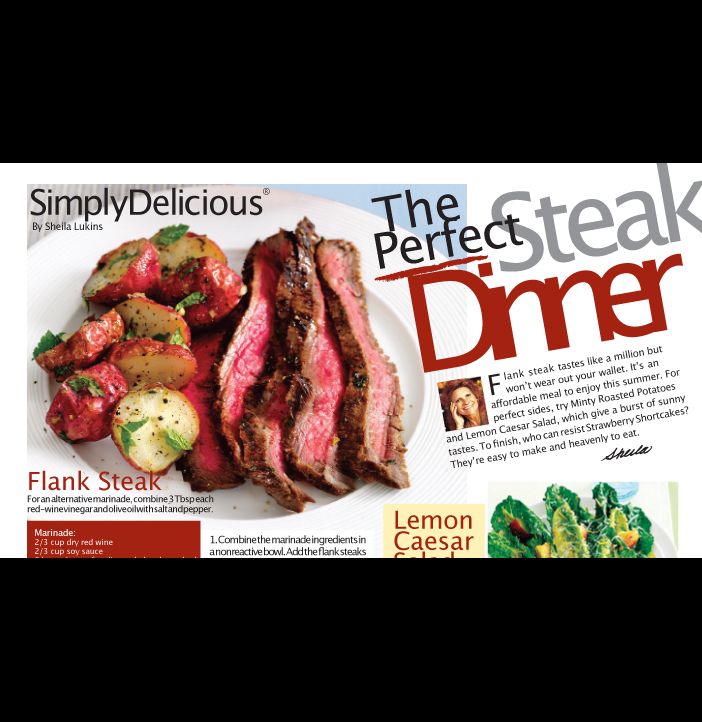 SimplyDelicious®
By Sheila Lukins
The
Perfect
Steak
Dinner
Flank steak tastes like a million but
won't wear out your wallet. It's an
affordable meal to enjoy this summer. For
perfect sides, try Minty Roasted Potatoes
and Lemon Caesar Salad, which give a burst of sunny
tastes. To finish, who can resist Strawberry Shortcakes?
They're easy to make and heavenly to eat.
Sheila
Flank Steak
For an alternative marinade, combine 3 Tbsp each
red–wine vinegar and olive oil with salt and pepper.
Marinade:
2/3 cup dry red wine
2/3 cup soy sauce
1. Combine the marinade ingredients in
a nonreactive bowl. Add the flank steaks
Lemon
Caesar
Salad